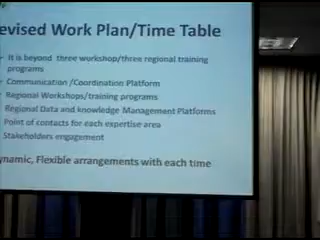 evised Work Plan/Time Table
It is beyond three workshop/three regional training
programs
Communication /Coordination Platform
Regional Workshops/training programs
Regional Data and knowledge Management Platforms
Point of contacts for each expertise area
Stakeholders engagement
ynamic, Flexible arrangements with each time